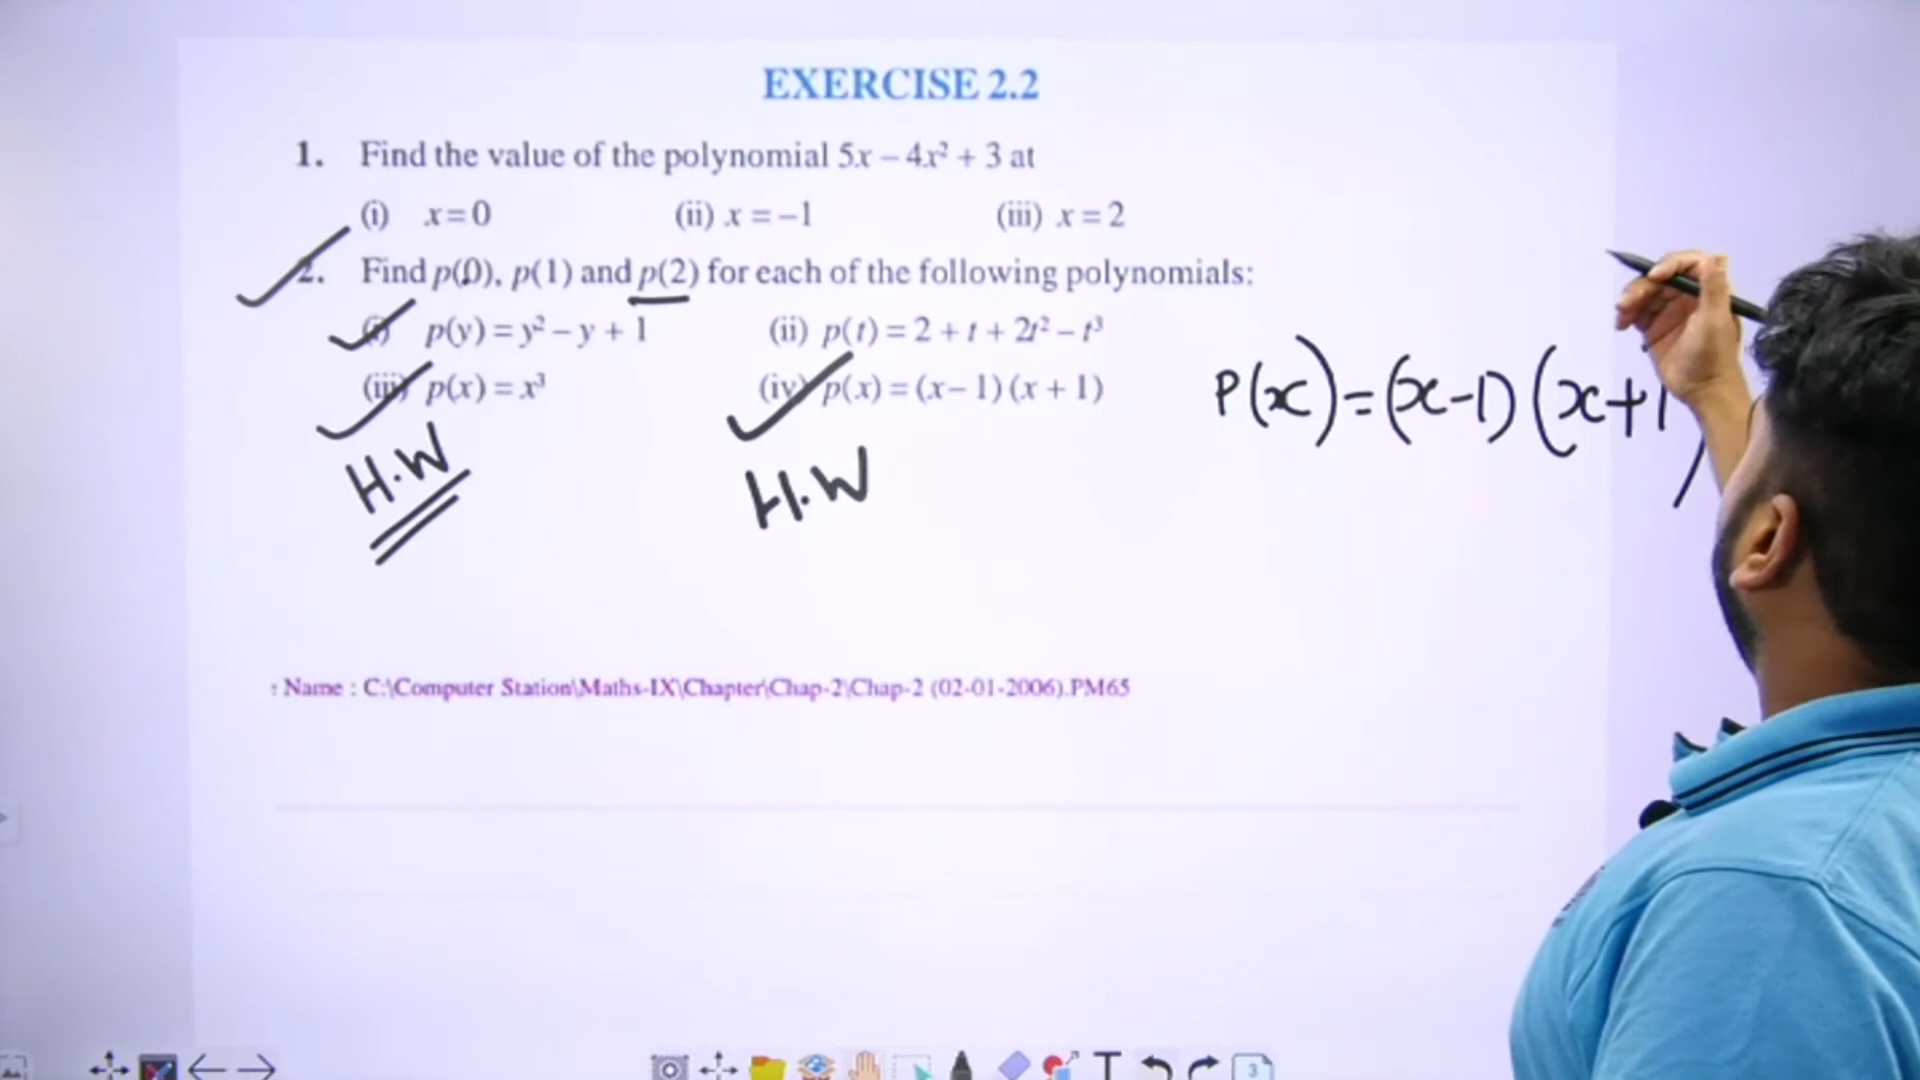 EXERCISE 2.2
1. Find the value of the polynomial 5x – 4x² + 3 at
(i) x = 0 (ii) x = –1 (iii) x = 2
2. Find p(0), p(1) and p(2) for each of the following polynomials:
(i) p(y) = y² – y + 1 (ii) p(t) = 2 + t + 2t² – t³
(iii) p(x) = x³ (iv) p(x) = (x – 1) (x + 1)
P(x) = (x-1) (x+1)
H.W H.W
: Name : C:\Computer Station\Maths-IX\Chapter\Chap-2\Chap-2 (02-01-2006).PM65
T 3